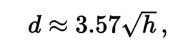 d ≈ 3.57√h,